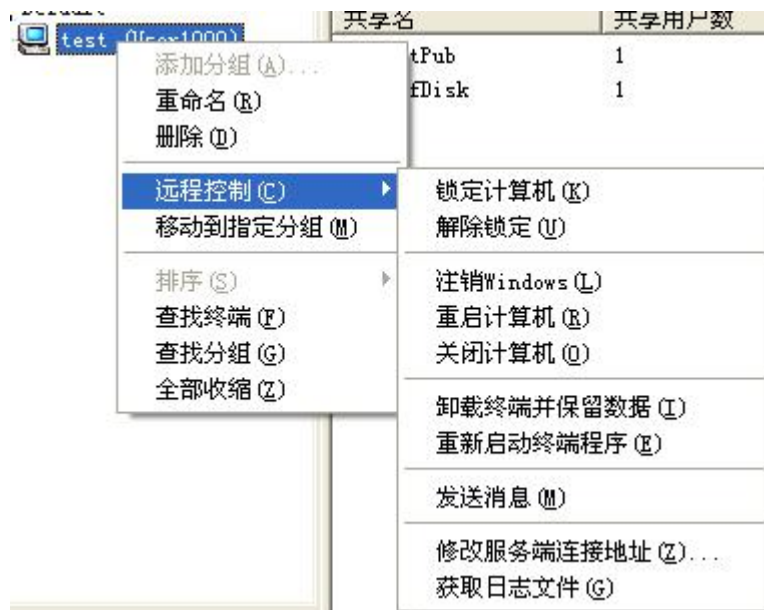 共享名 共享用户数
test (User1000)
tPub 1
fDisk 1
添加分组(A)...
重命名(R)
删除(D)
远程控制(C)
移动到指定分组(M)
排序(S)
查找终端(F)
查找分组(G)
全部收缩(Z)
锁定计算机(K)
解除锁定(U)
注销Windows(L)
重启计算机(R)
关闭计算机(O)
卸载终端并保留数据(I)
重新启动终端程序(E)
发送消息(M)
修改服务端连接地址(Z)...
获取日志文件(G)